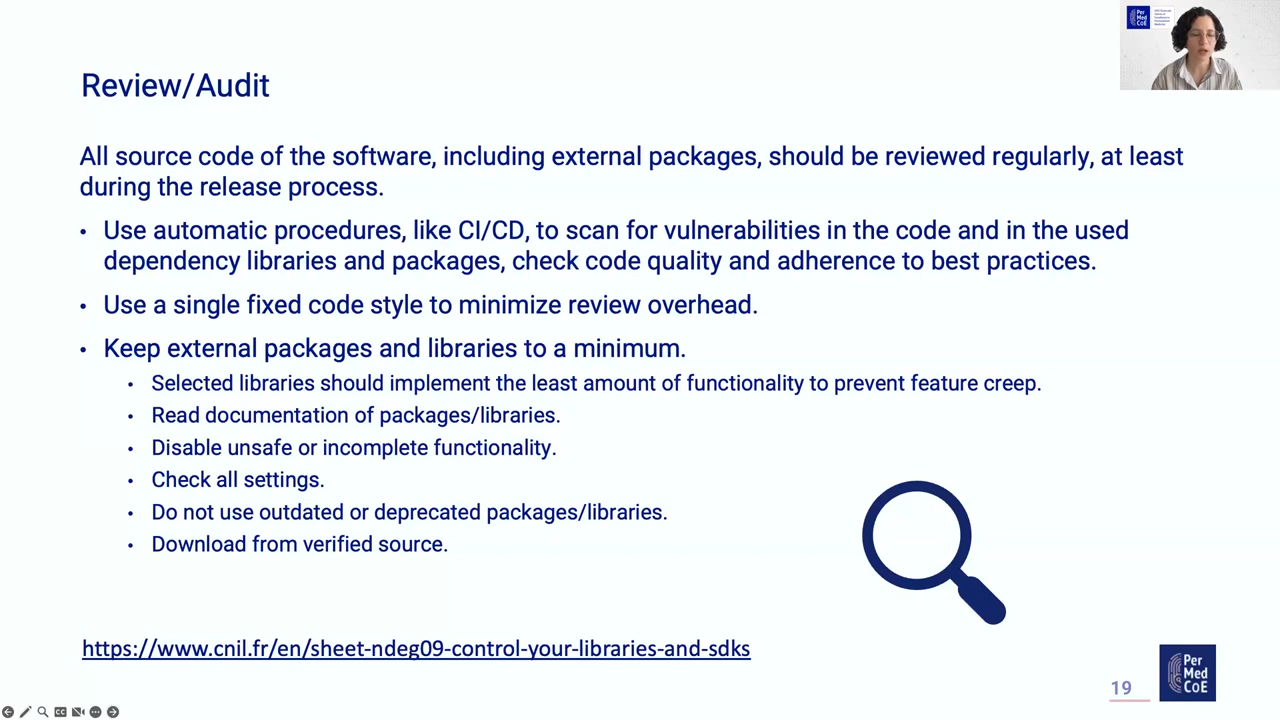 Per
Med
CoE
Review/Audit
All source code of the software, including external packages, should be reviewed regularly, at least
during the release process.
• Use automatic procedures, like CI/CD, to scan for vulnerabilities in the code and in the used
dependency libraries and packages, check code quality and adherence to best practices.
• Use a single fixed code style to minimize review overhead.
• Keep external packages and libraries to a minimum.
• Selected libraries should implement the least amount of functionality to prevent feature creep.
• Read documentation of packages/libraries.
• Disable unsafe or incomplete functionality.
• Check all settings.
• Do not use outdated or deprecated packages/libraries.
• Download from verified source.
https://www.cnil.fr/en/sheet-ndeg09-control-your-libraries-and-sdks
19
Per
Med
CoE
CC